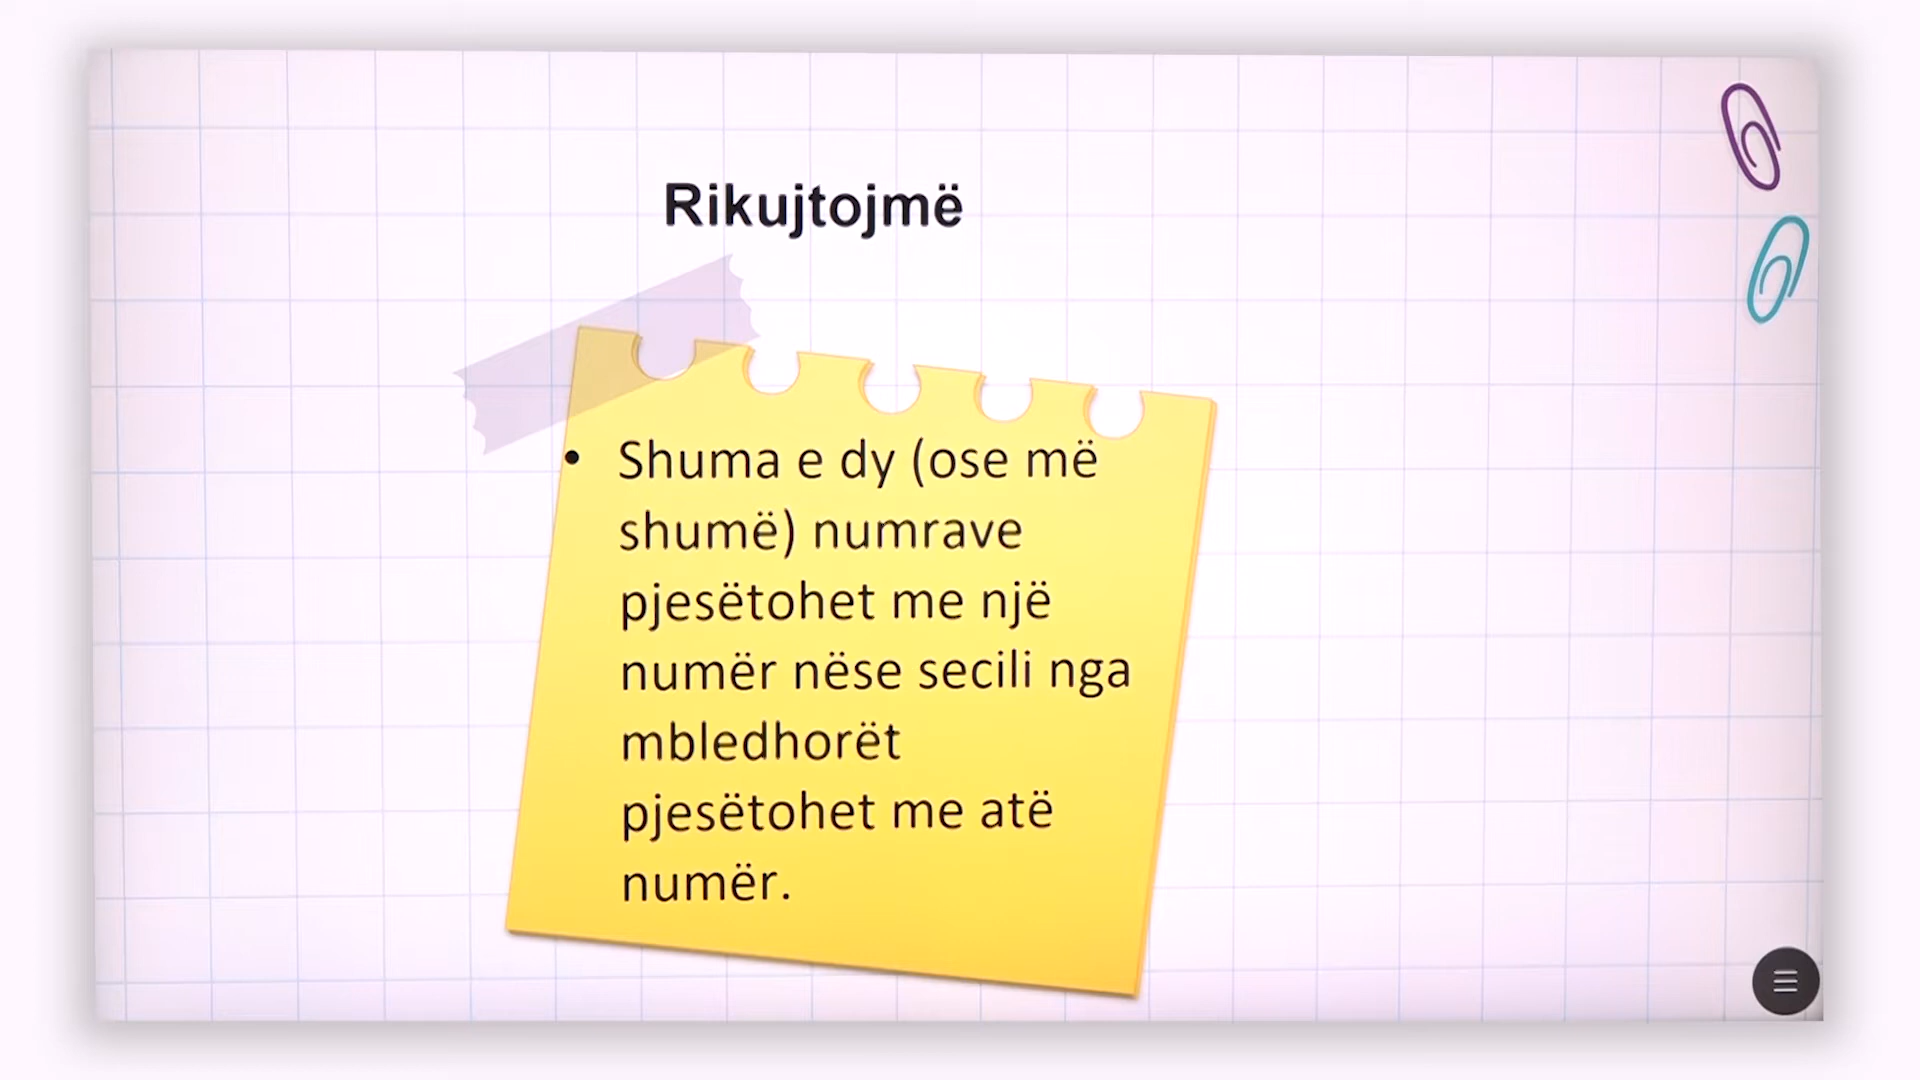 Rikujtojmë
• Shuma e dy (ose më
shumë) numrave
pjesëtohet me një
numër nëse secili nga
mbledhorët
pjesëtohet me atë
numër.